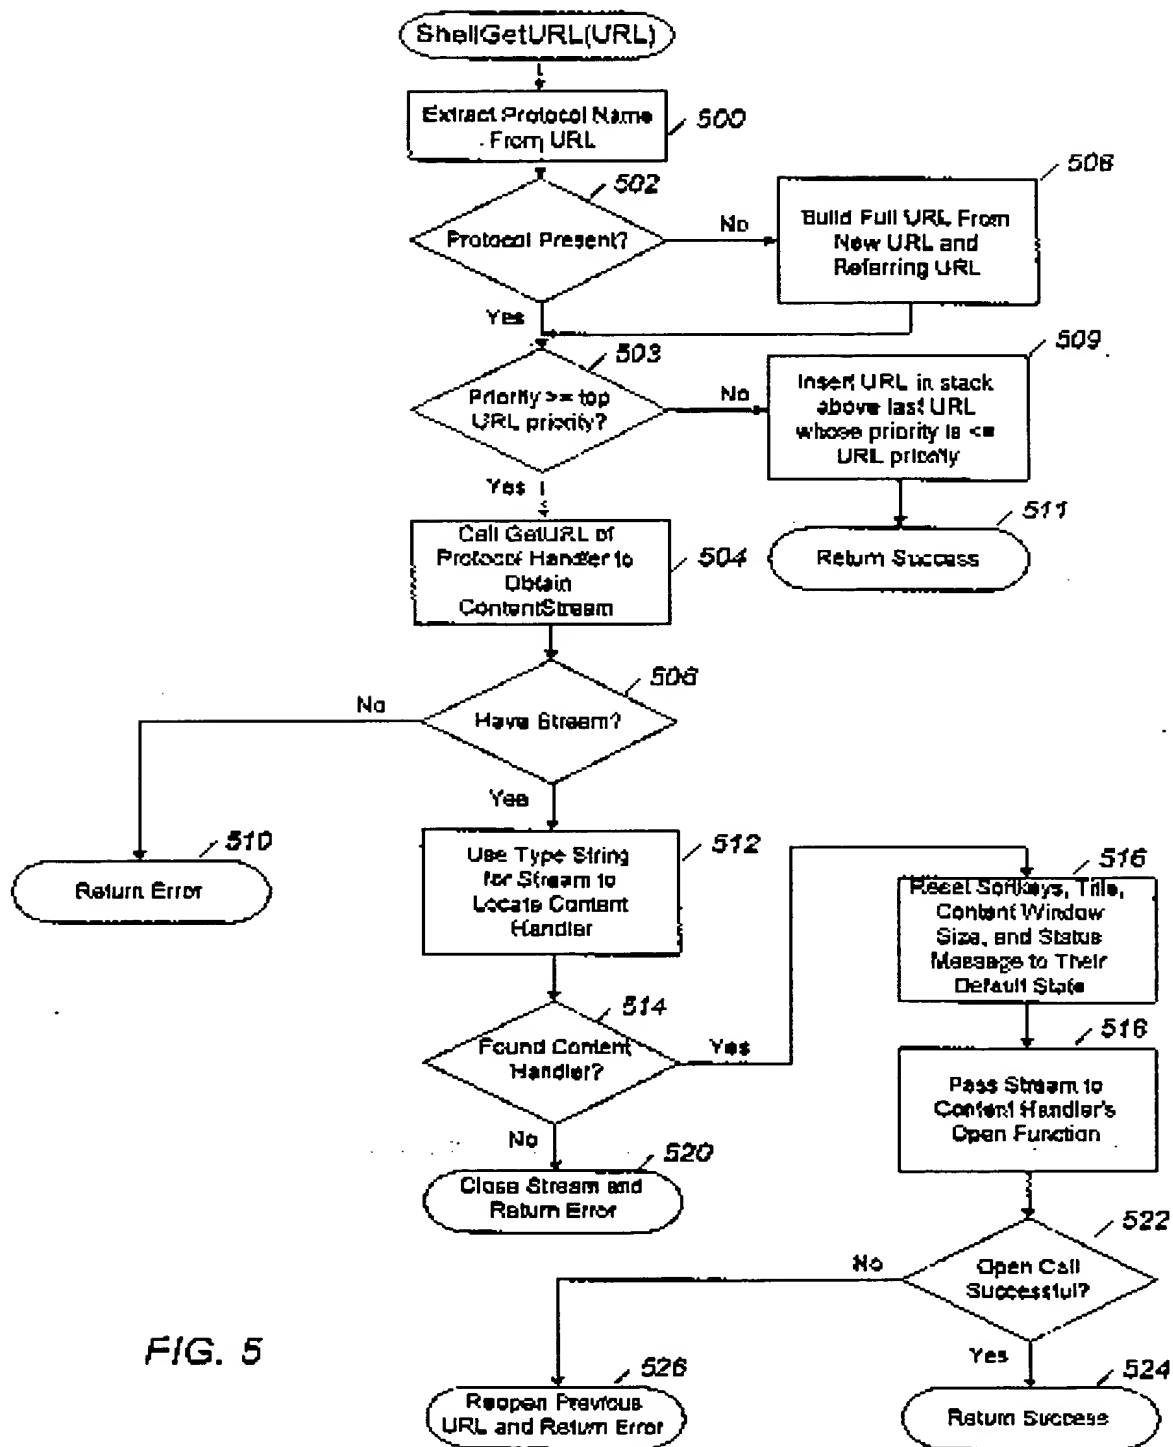 ShellGetURL(URL)
Extract Protocol Name
From URL
500
502
Protocol Present?
No
508
Build Full URL From
New URL and
Referring URL
Yes
503
Priority >= top
URL priority?
No
509
Insert URL in stack
above last URL
whose priority is <=
URL priority
Yes
511
Return Success
Call GetURL of
Protocol Handler to
Obtain
ContentStream
504
506
Have Stream?
No
Yes
510
Return Error
Use Type String
for Stream to
Locate Content
Handler
512
516
Reset Softkeys, Title,
Content Window
Size, and Status
Message to Their
Default State
514
Found Content
Handler?
Yes
No
516
Pass Stream to
Content Handler's
Open Function
520
Close Stream and
Return Error
522
Open Call
Successful?
No
Yes
FIG. 5
526
Reopen Previous
URL and Return Error
524
Return Success